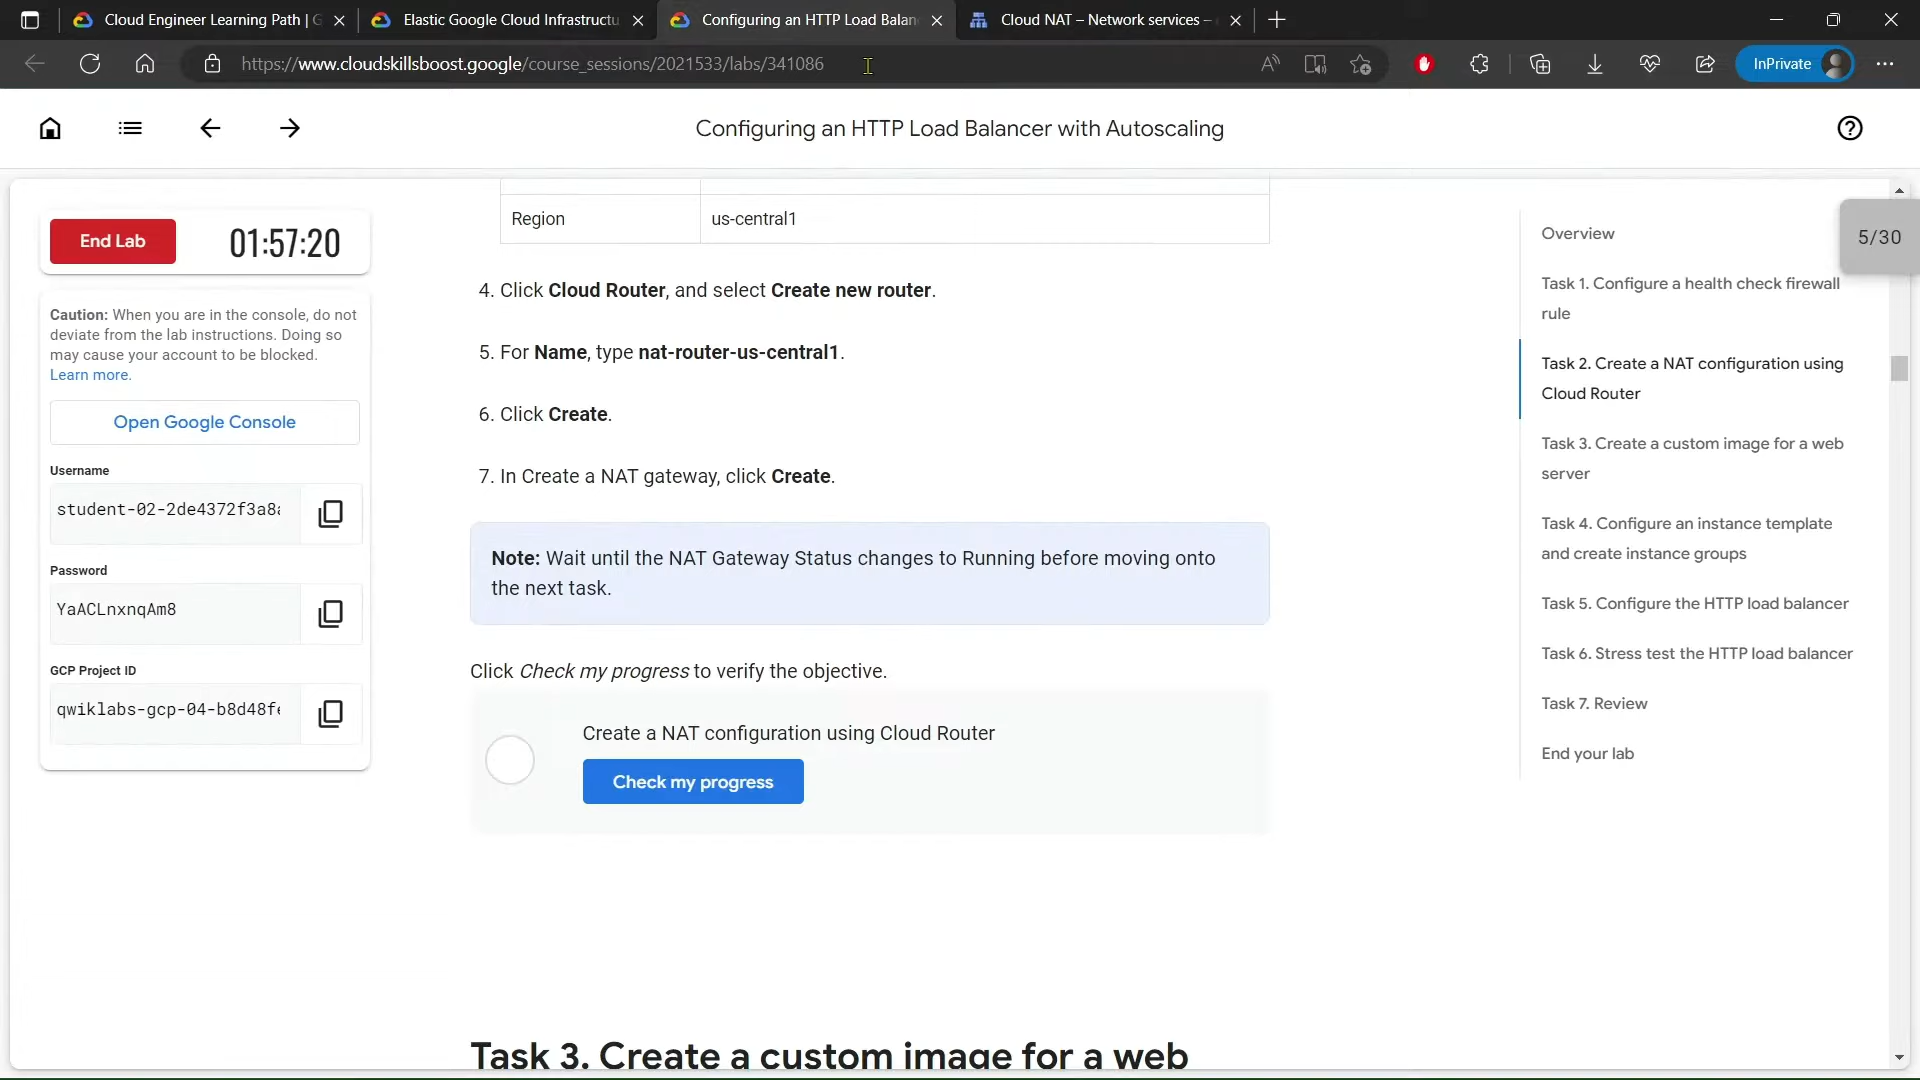 Cloud Engineer Learning Path | G
Elastic Google Cloud Infrastructu
Configuring an HTTP Load Balan
Cloud NAT – Network services –
https://www.cloudskillsboost.google/course_sessions/2021533/labs/341086
InPrivate
Configuring an HTTP Load Balancer with Autoscaling
End Lab
01:57:20
Caution: When you are in the console, do not
deviate from the lab instructions. Doing so
may cause your account to be blocked.
Learn more.
Open Google Console
Username
student-02-2de4372f3a8a
Password
YaACLnxnqAm8
GCP Project ID
qwiklabs-gcp-04-b8d48fe
Region us-central1
4. Click Cloud Router, and select Create new router.
5. For Name, type nat-router-us-central1.
6. Click Create.
7. In Create a NAT gateway, click Create.
Note: Wait until the NAT Gateway Status changes to Running before moving onto
the next task.
Click Check my progress to verify the objective.
Create a NAT configuration using Cloud Router
Check my progress
Task 3. Create a custom image for a web
Overview
Task 1. Configure a health check firewall
rule
Task 2. Create a NAT configuration using
Cloud Router
Task 3. Create a custom image for a web
server
Task 4. Configure an instance template
and create instance groups
Task 5. Configure the HTTP load balancer
Task 6. Stress test the HTTP load balancer
Task 7. Review
End your lab
5/30